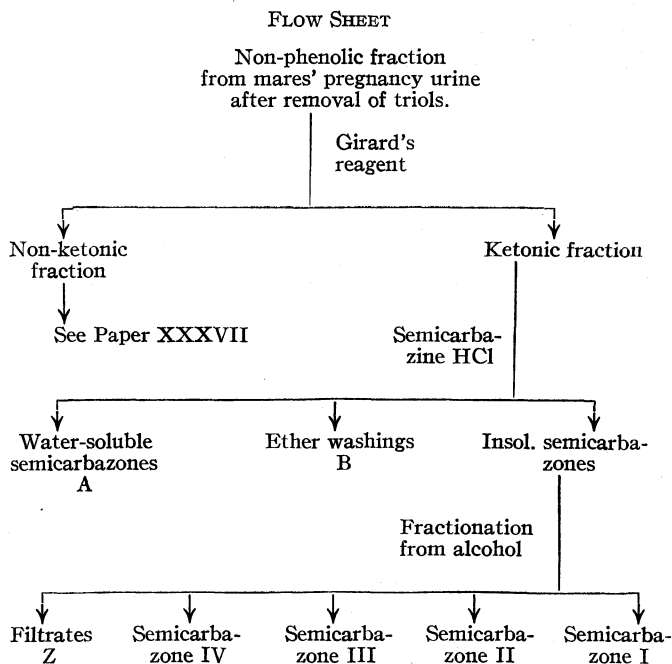 FLOW SHEET
Non-phenolic fraction
from mares' pregnancy urine
after removal of triols.
Girard's
reagent
Non-ketonic
fraction
Ketonic fraction
See Paper XXXVII
Semicarba-
zine HCl
Water-soluble
semicarbazones
A
Ether washings
B
Insol. semicarba-
zones
Fractionation
from alcohol
Filtrates
Z
Semicarba-
zone IV
Semicarba-
zone III
Semicarba-
zone II
Semicarba-
zone I